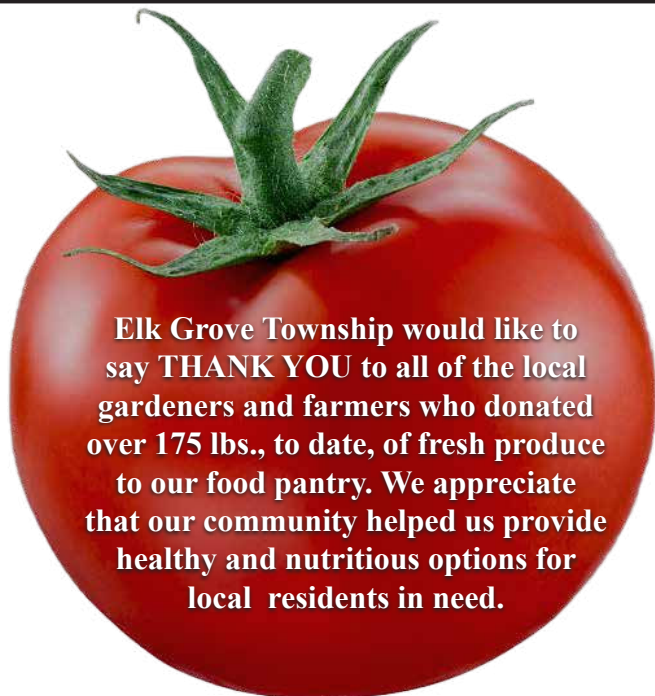 Elk Grove Township would like to
say THANK YOU to all of the local
gardeners and farmers who donated
over 175 lbs., to date, of fresh produce
to our food pantry. We appreciate
that our community helped us provide
healthy and nutritious options for
local  residents in need.